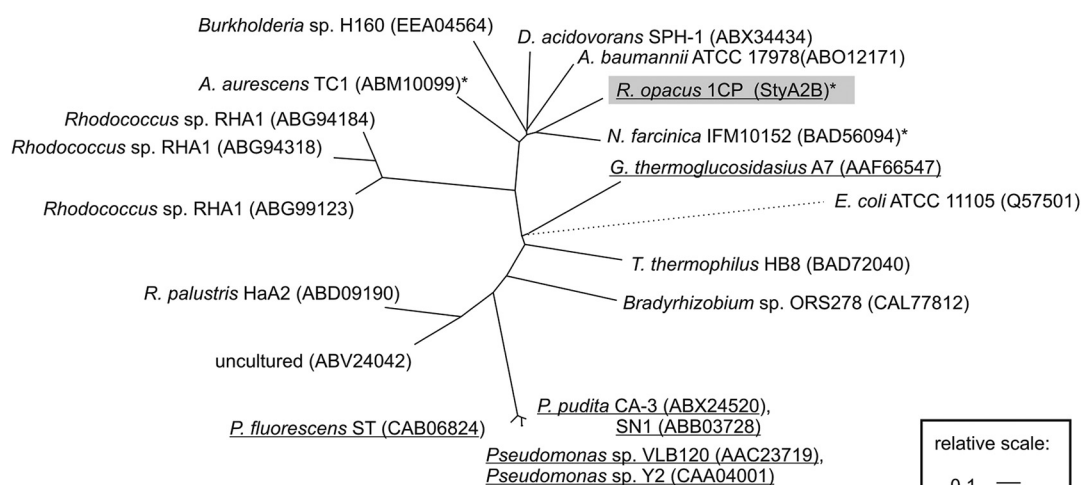 Burkholderia sp. H160 (EEA04564)
D. acidovorans SPH-1 (ABX34434)
A. baumannii ATCC 17978(ABO12171)
A. aurescens TC1 (ABM10099)*
R. opacus 1CP (StyA2B)*
Rhodococcus sp. RHA1 (ABG94184)
N. farcinica IFM10152 (BAD56094)*
Rhodococcus sp. RHA1 (ABG94318)
G. thermoglucosidasius A7 (AAF66547)
E. coli ATCC 11105 (Q57501)
Rhodococcus sp. RHA1 (ABG99123)
T. thermophilus HB8 (BAD72040)
R. palustris HaA2 (ABD09190)
Bradyrhizobium sp. ORS278 (CAL77812)
uncultured (ABV24042)
P. pudita CA-3 (ABX24520),
SN1 (ABB03728)
P. fluorescens ST (CAB06824)
Pseudomonas sp. VLB120 (AAC23719),
Pseudomonas sp. Y2 (CAA04001)
relative scale:
0.1